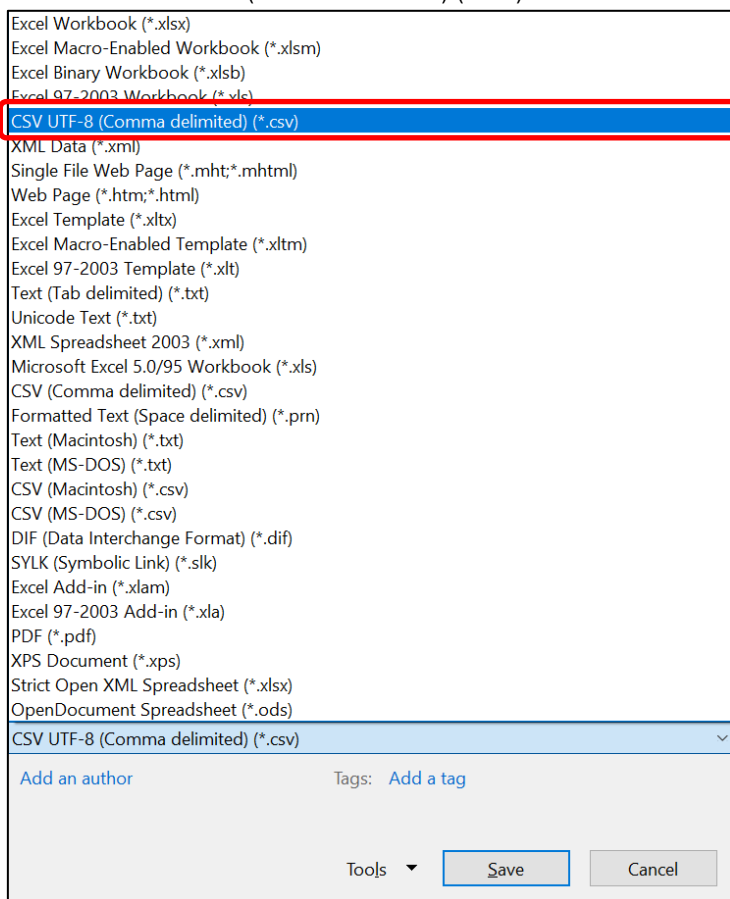 Excel Workbook (*.xlsx)
Excel Macro-Enabled Workbook (*.xlsm)
Excel Binary Workbook (*.xlsb)
Excel 97-2003 Workbook (*.xls)
CSV UTF-8 (Comma delimited) (*.csv)
XML Data (*.xml)
Single File Web Page (*.mht;*.mhtml)
Web Page (*.htm;*.html)
Excel Template (*.xltx)
Excel Macro-Enabled Template (*.xltm)
Excel 97-2003 Template (*.xlt)
Text (Tab delimited) (*.txt)
Unicode Text (*.txt)
XML Spreadsheet 2003 (*.xml)
Microsoft Excel 5.0/95 Workbook (*.xls)
CSV (Comma delimited) (*.csv)
Formatted Text (Space delimited) (*.prn)
Text (Macintosh) (*.txt)
Text (MS-DOS) (*.txt)
CSV (Macintosh) (*.csv)
CSV (MS-DOS) (*.csv)
DIF (Data Interchange Format) (*.dif)
SYLK (Symbolic Link) (*.slk)
Excel Add-in (*.xlam)
Excel 97-2003 Add-in (*.xla)
PDF (*.pdf)
XPS Document (*.xps)
Strict Open XML Spreadsheet (*.xlsx)
OpenDocument Spreadsheet (*.ods)
CSV UTF-8 (Comma delimited) (*.csv)
Add an author Tags: Add a tag
Tools Save Cancel